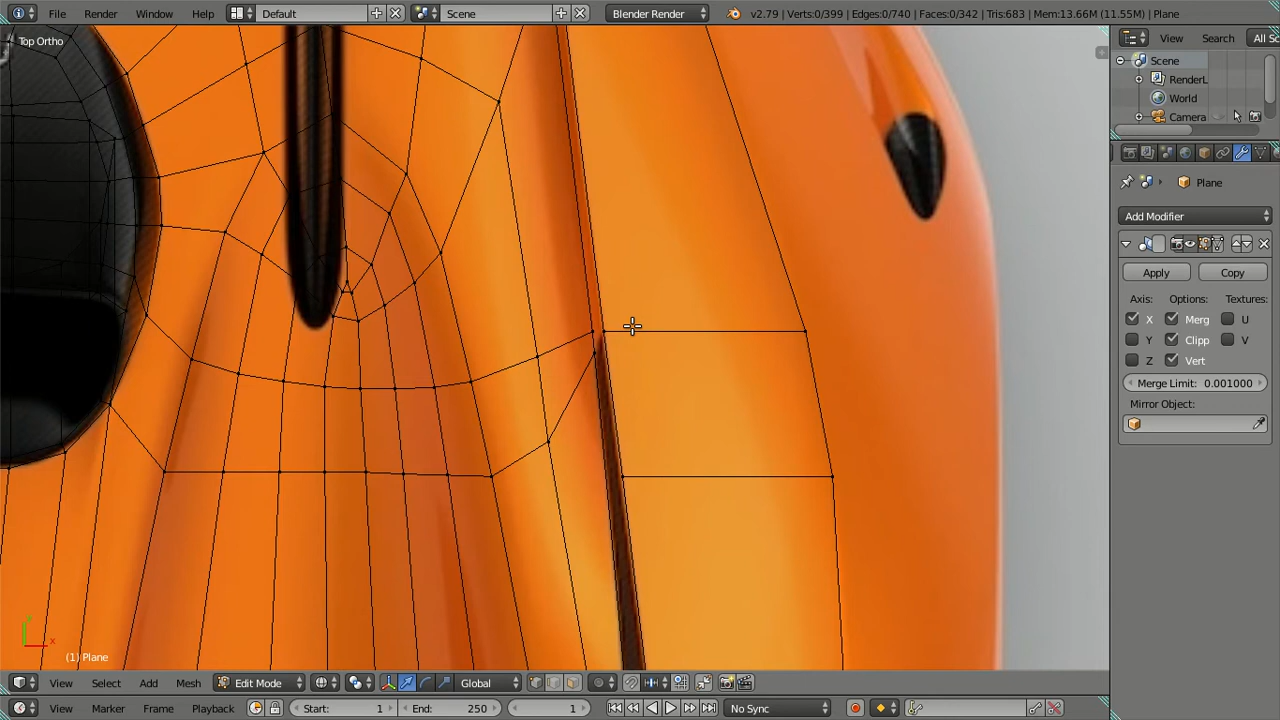 File Render Window Help Default Scene Blender Render v2.79 | Verts:0/399 | Edges:0/740 | Faces:0/342 | Tris:683 | Mem:13.66M (11.55M) | Plane
Top Ortho
View Search All Sc
Scene
RenderL
World
Camera
Plane
Add Modifier
Apply Copy
Axis: Options: Textures:
X Merg U
Y Clipp V
Z Vert
Merge Limit: 0.001000
Mirror Object:
y
x
(1) Plane
View Select Add Mesh Edit Mode Global
View Marker Frame Playback Start: 1 End: 250 1 No Sync